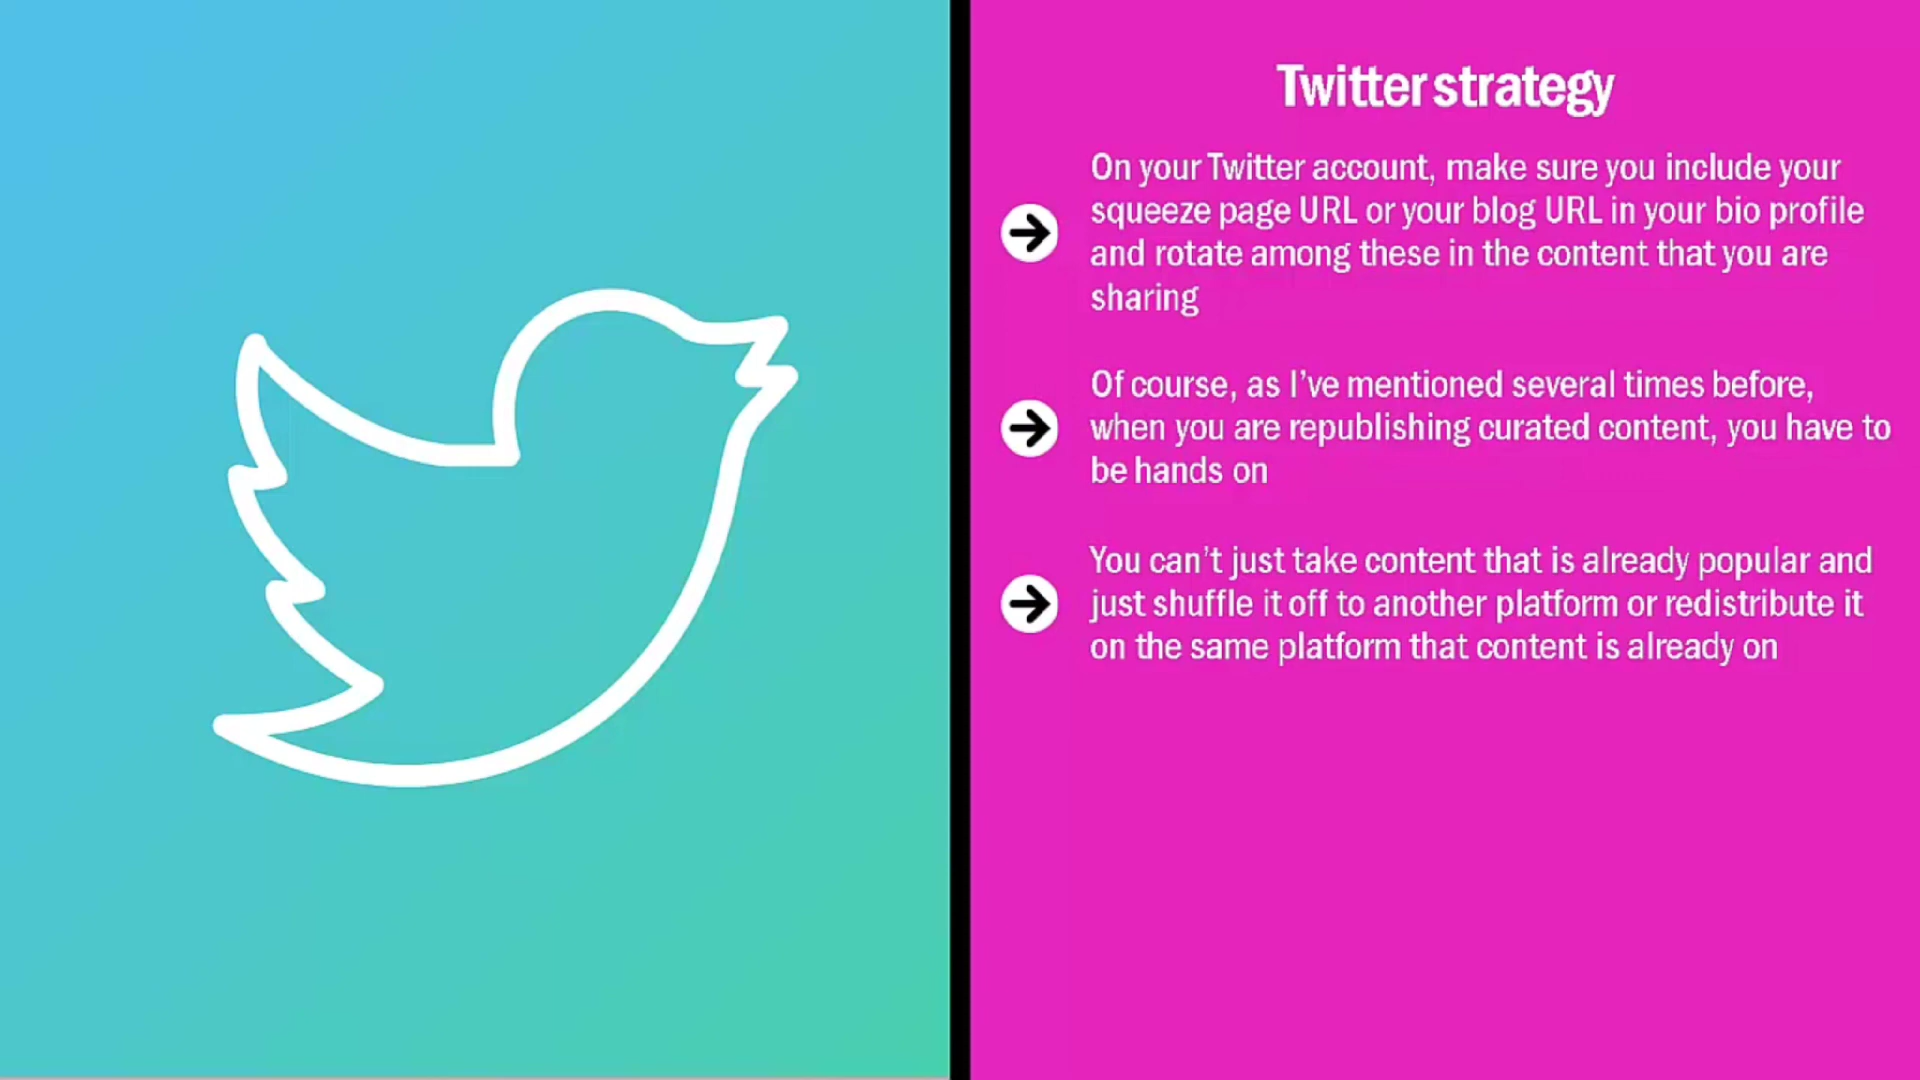 Twitter strategy
On your Twitter account, make sure you include your
squeeze page URL or your blog URL in your bio profile
and rotate among these in the content that you are
sharing
Of course, as I’ve mentioned several times before,
when you are republishing curated content, you have to
be hands on
You can’t just take content that is already popular and
just shuffle it off to another platform or redistribute it
on the same platform that content is already on